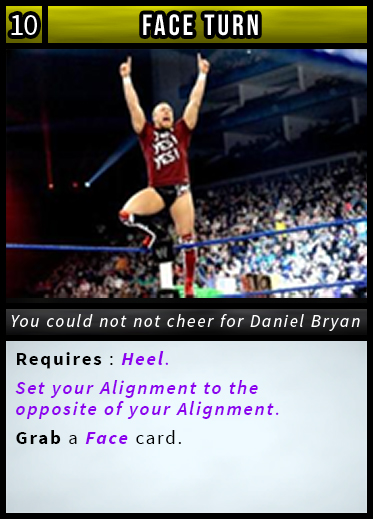 10 FACE TURN
YES!
YES!
You could not not cheer for Daniel Bryan
Requires : Heel.
Set your Alignment to the
opposite of your Alignment.
Grab a Face card.